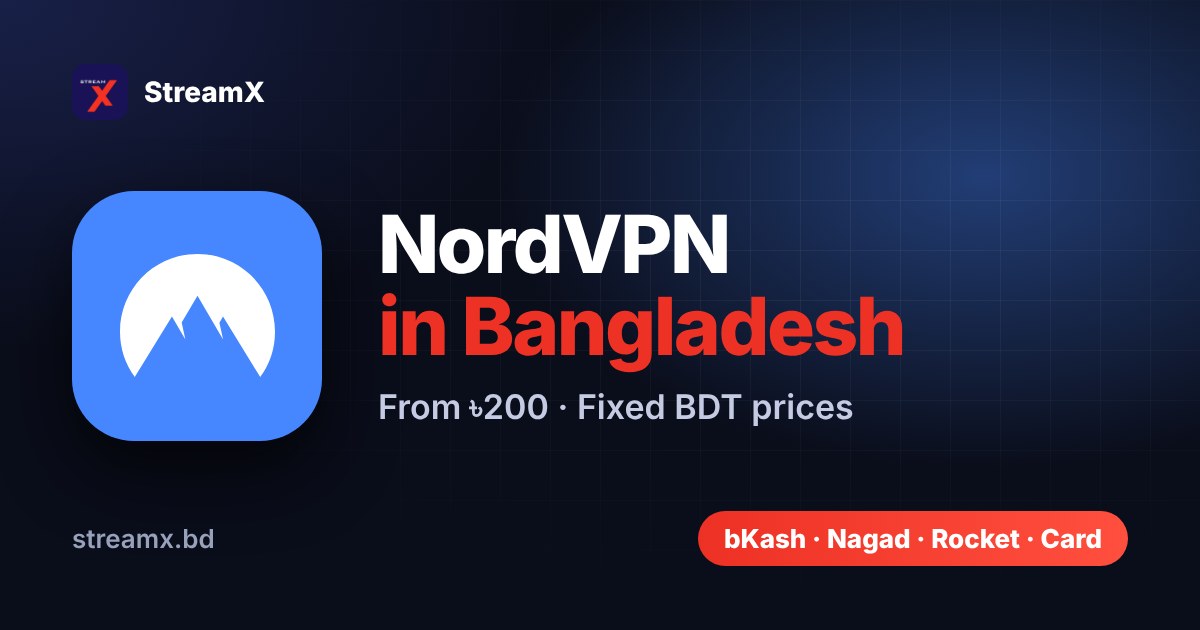 STREAM
X
StreamX
NordVPN
in Bangladesh
From ৳200 · Fixed BDT prices
streamx.bd
bKash · Nagad · Rocket · Card